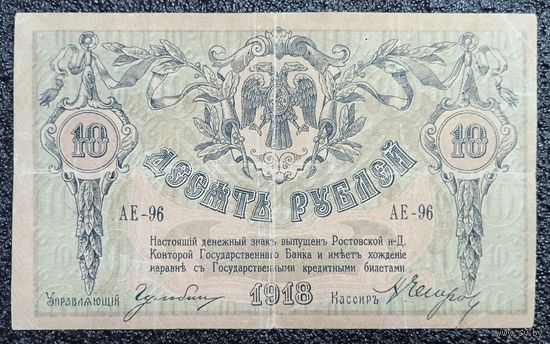 10
10
ДЕСЯТЬ РУБЛЕЙ
АЕ-96
АЕ-96
Настоящій денежный знакъ выпущен Ростовской н-Д.
Конторой Государственнаго Банка и имѣетъ хожденіе
наравнѣ съ Государственными кредитными билетами.
Управляющій
1918
Кассиръ